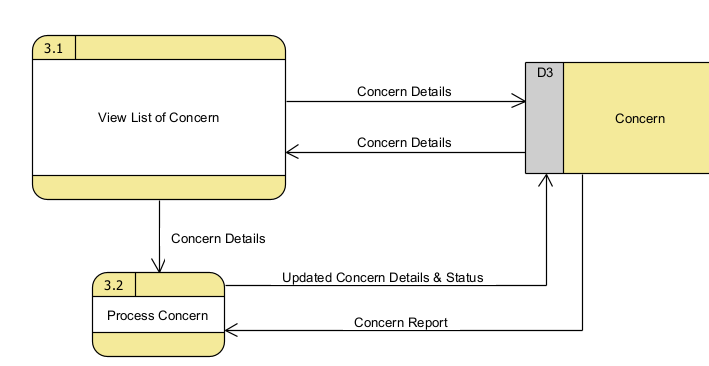 3.1
View List of Concern
Concern Details
D3
Concern
Concern Details
Concern Details
3.2
Process Concern
Updated Concern Details & Status
Concern Report